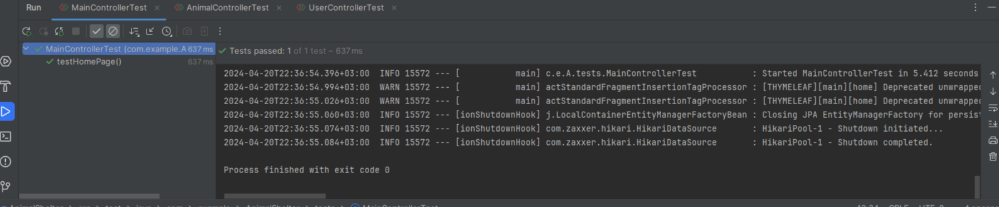 Run MainControllerTest AnimalControllerTest UserControllerTest
MainControllerTest (com.example.A 637 ms
testHomePage() 637 ms
Tests passed: 1 of 1 test – 637 ms
2024-04-20T22:36:54.396+03:00  INFO 15572 --- [           main] c.e.A.tests.MainControllerTest           : Started MainControllerTest in 5.412 seconds
2024-04-20T22:36:54.994+03:00  WARN 15572 --- [           main] actStandardFragmentInsertionTagProcessor : [THYMELEAF][main][home] Deprecated unwrappe
2024-04-20T22:36:55.026+03:00  WARN 15572 --- [           main] actStandardFragmentInsertionTagProcessor : [THYMELEAF][main][home] Deprecated unwrappe
2024-04-20T22:36:55.060+03:00  INFO 15572 --- [ionShutdownHook] j.LocalContainerEntityManagerFactoryBean : Closing JPA EntityManagerFactory for persist
2024-04-20T22:36:55.074+03:00  INFO 15572 --- [ionShutdownHook] com.zaxxer.hikari.HikariDataSource       : HikariPool-1 - Shutdown initiated...
2024-04-20T22:36:55.084+03:00  INFO 15572 --- [ionShutdownHook] com.zaxxer.hikari.HikariDataSource       : HikariPool-1 - Shutdown completed.
Process finished with exit code 0